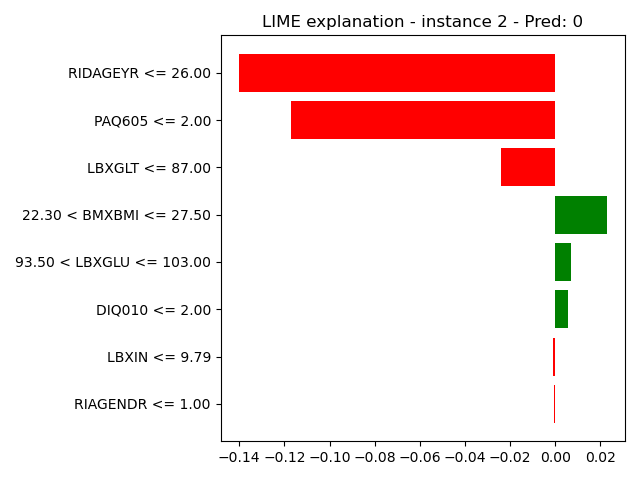 LIME explanation - instance 2 - Pred: 0
RIDAGEYR <= 26.00
PAQ605 <= 2.00
LBXGLT <= 87.00
22.30 < BMXBMI <= 27.50
93.50 < LBXGLU <= 103.00
DIQ010 <= 2.00
LBXIN <= 9.79
RIAGENDR <= 1.00
−0.14 −0.12 −0.10 −0.08 −0.06 −0.04 −0.02 0.00 0.02